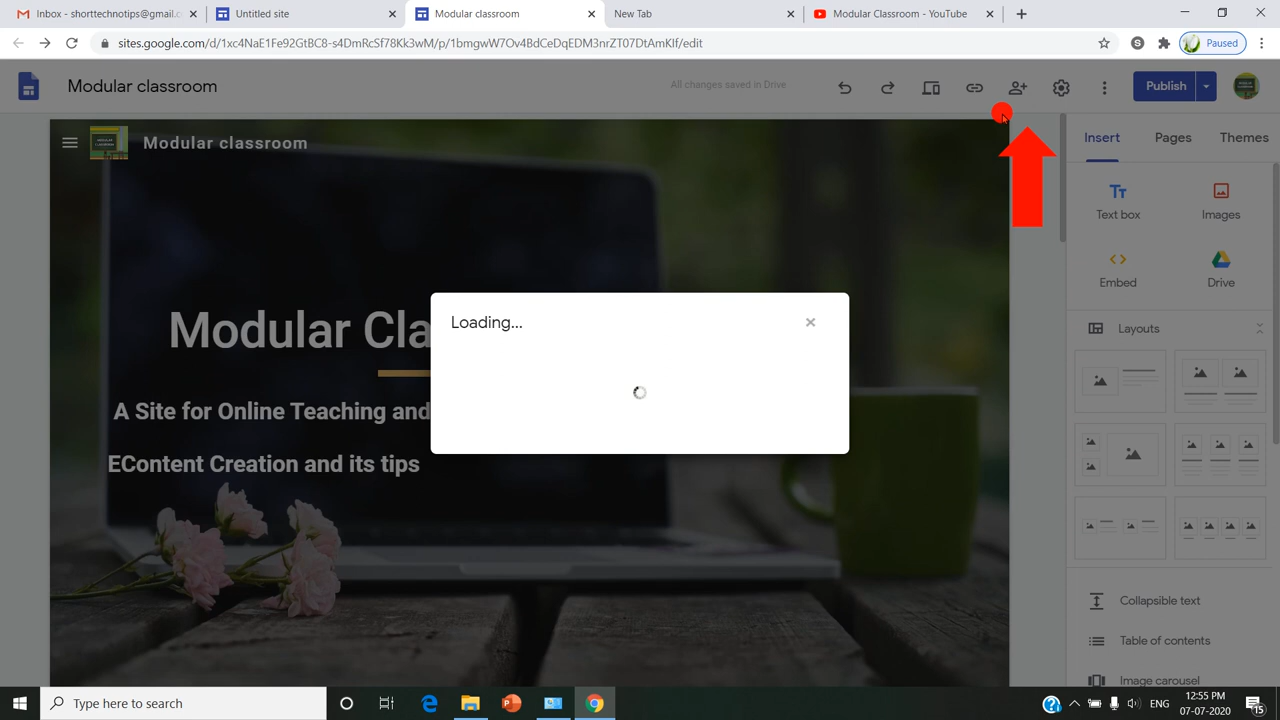 Inbox - shorttechnotips@gmail.c
Untitled site
Modular classroom
New Tab
Modular Classroom - YouTube
sites.google.com/d/1xc4NaE1Fe92GtBC8-s4DmRcSf78Kk3wM/p/1bmgwW7Ov4BdCeDqEDM3nrZT07DtAmKlf/edit
S
Paused
Modular classroom
All changes saved in Drive
Publish
Modular classroom
Insert
Pages
Themes
Text box
Images
Embed
Drive
Layouts
Loading...
Modular Cla
A Site for Online Teaching and
EContent Creation and its tips
Collapsible text
Table of contents
Image carousel
Type here to search
ENG
12:55 PM
07-07-2020
15